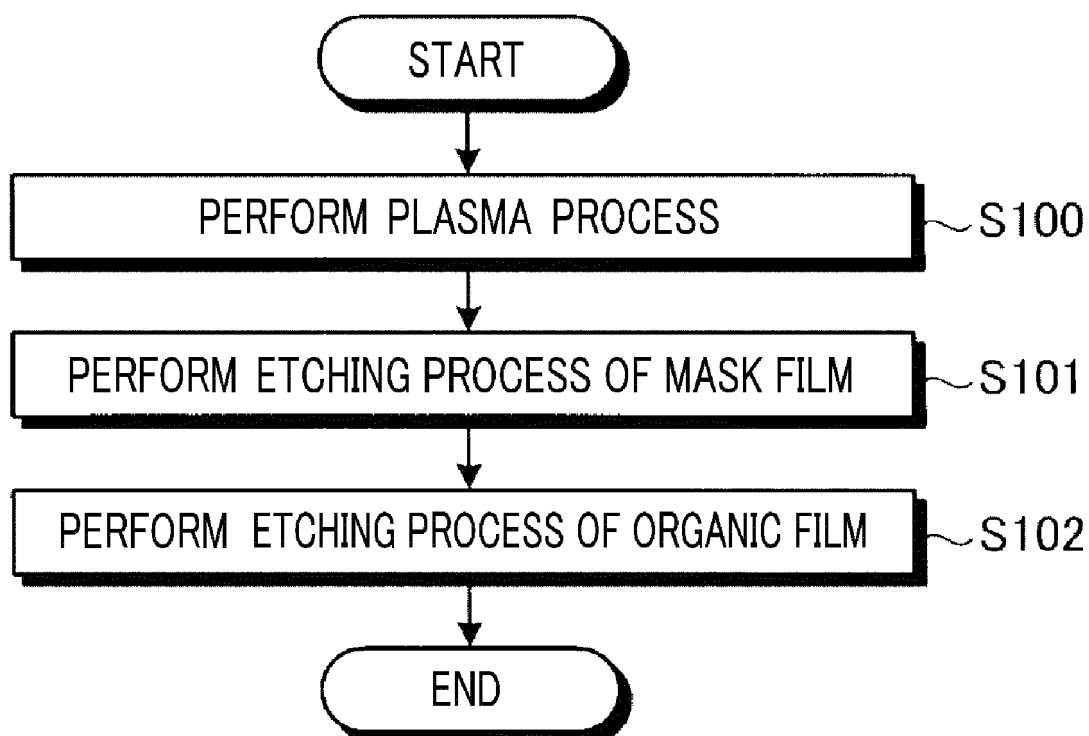 START
PERFORM PLASMA PROCESS
S100
PERFORM ETCHING PROCESS OF MASK FILM
S101
PERFORM ETCHING PROCESS OF ORGANIC FILM
S102
END